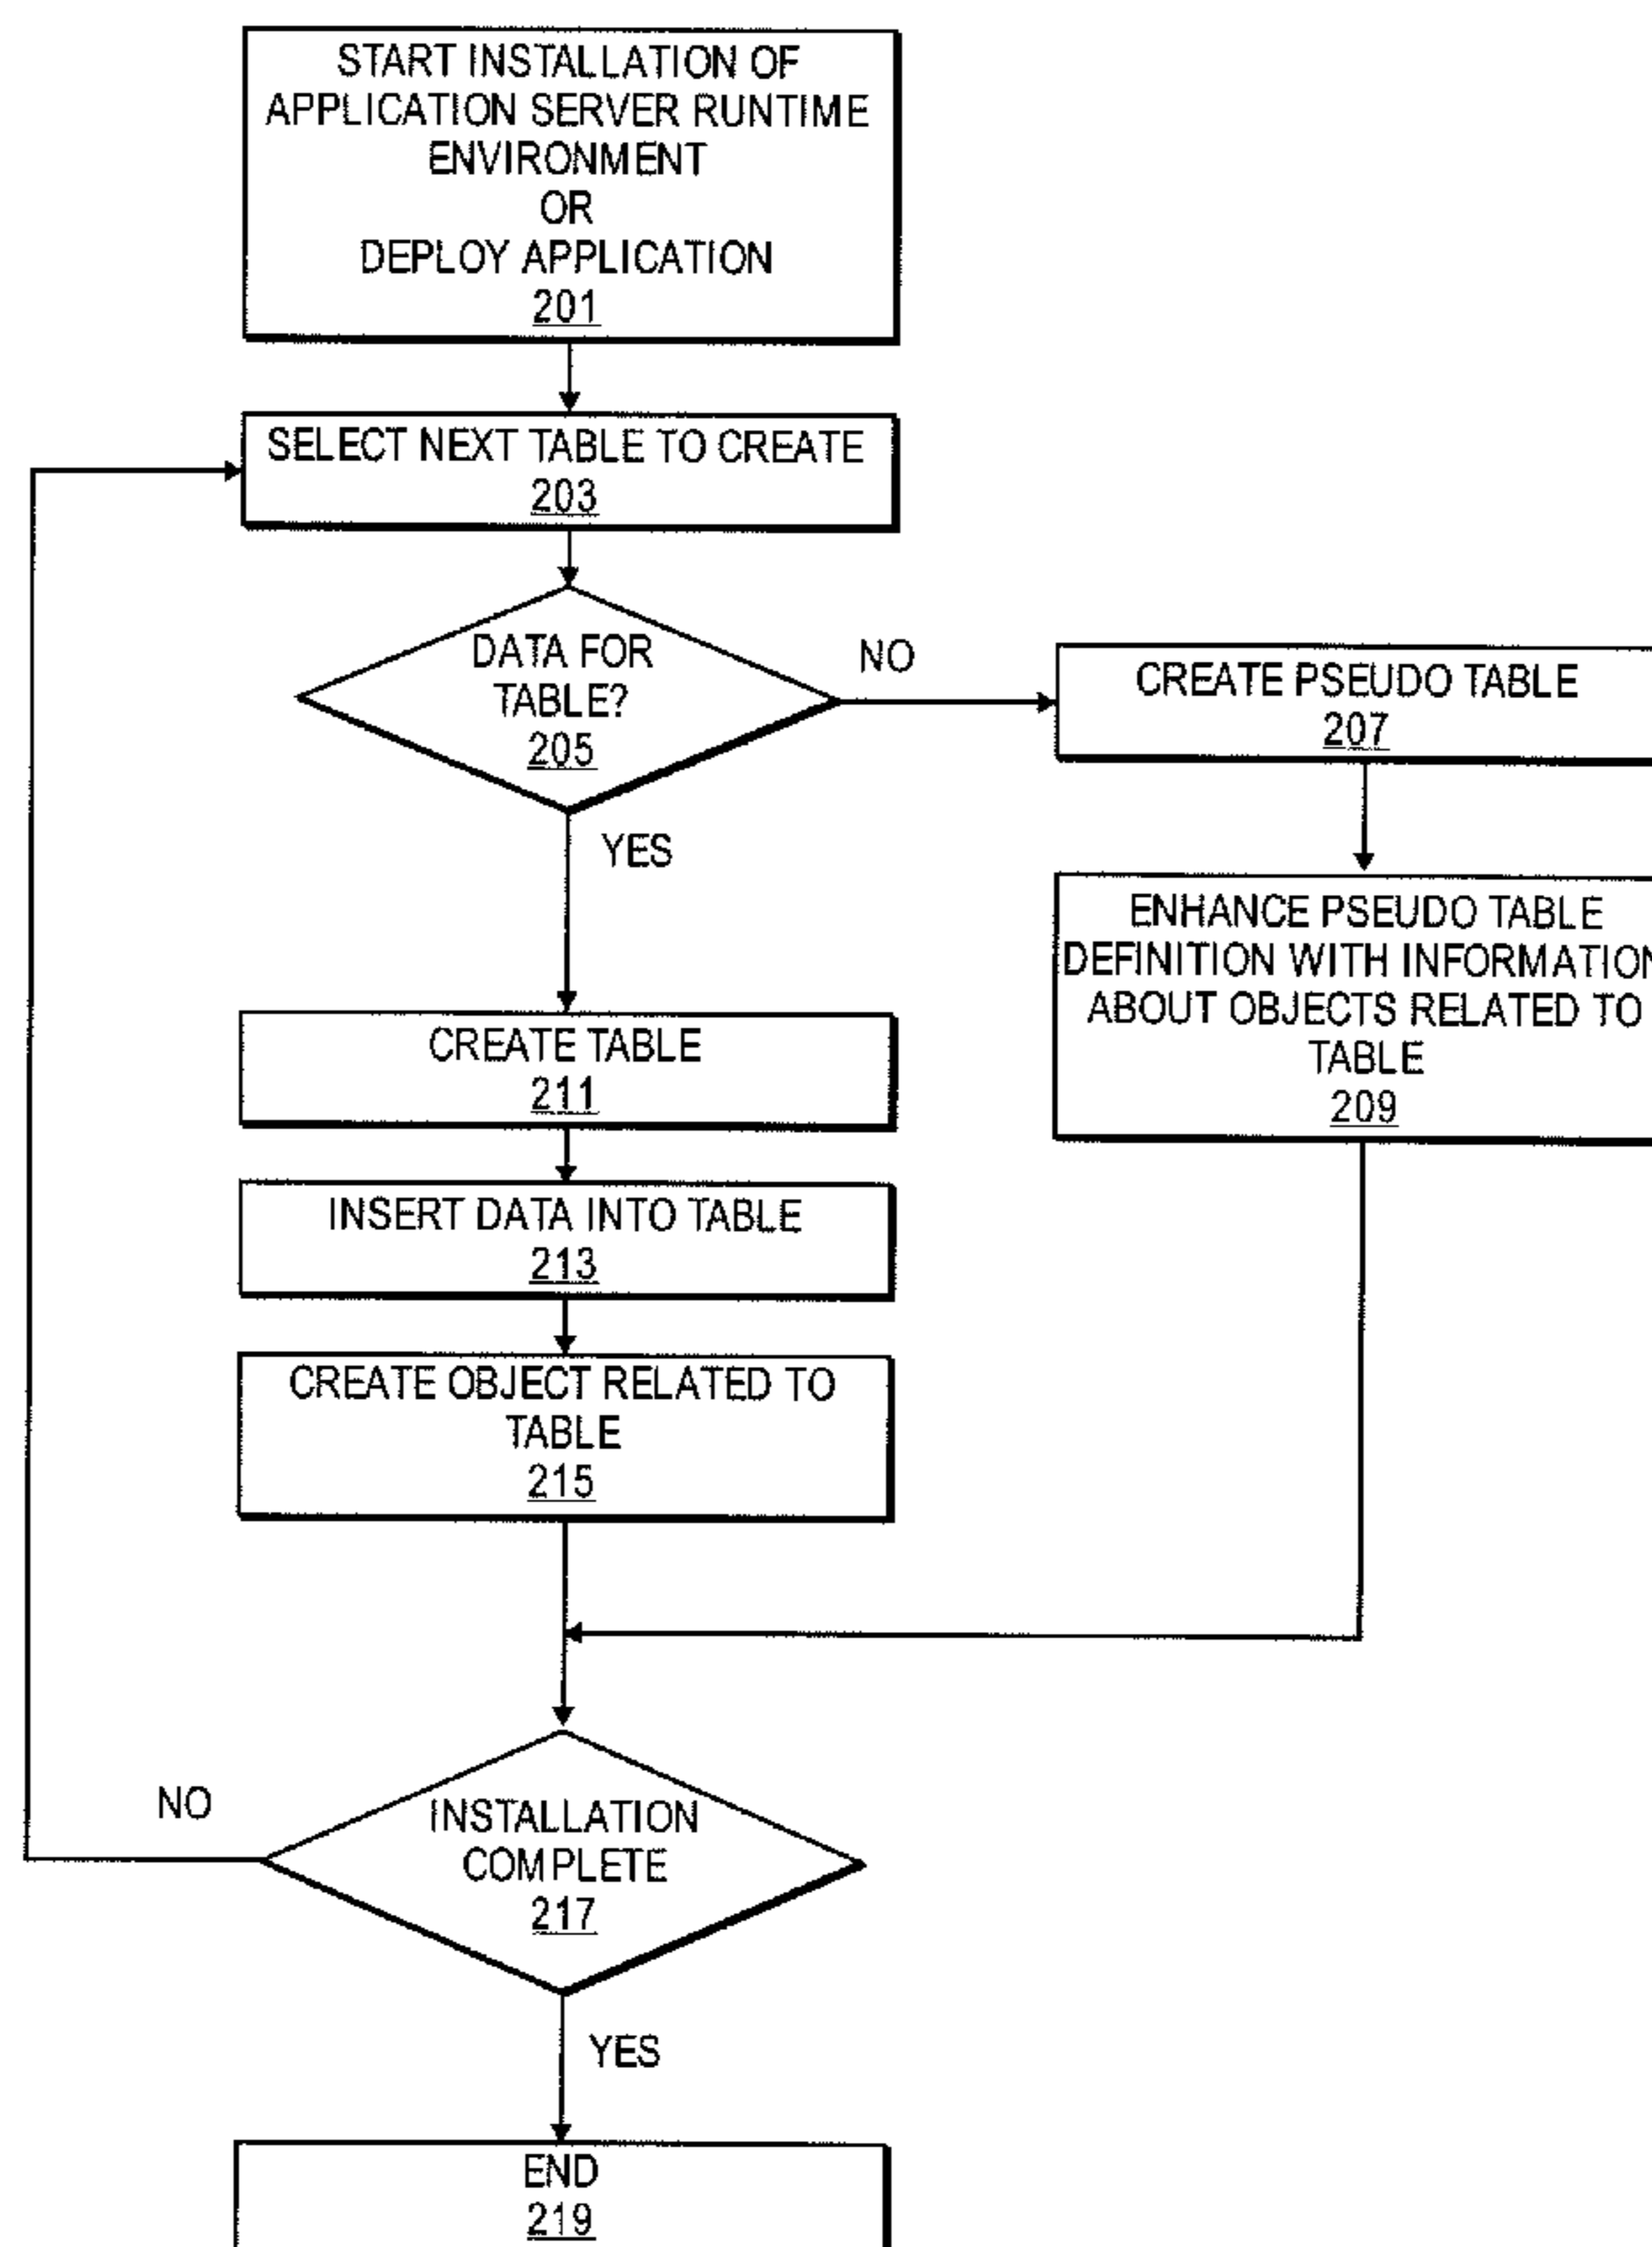 START INSTALLATION OF
APPLICATION SERVER RUNTIME
ENVIRONMENT
OR
DEPLOY APPLICATION
201
SELECT NEXT TABLE TO CREATE
203
DATA FOR
TABLE?
205
NO
CREATE PSEUDO TABLE
207
YES
ENHANCE PSEUDO TABLE
DEFINITION WITH INFORMATION
ABOUT OBJECTS RELATED TO
TABLE
209
CREATE TABLE
211
INSERT DATA INTO TABLE
213
CREATE OBJECT RELATED TO
TABLE
215
NO
INSTALLATION
COMPLETE
217
YES
END
219